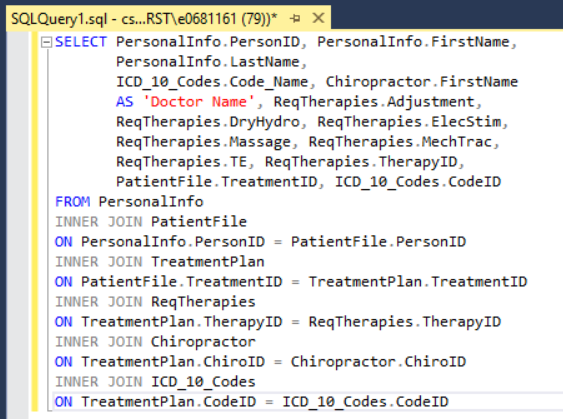 SQLQuery1.sql - cs...RST\e0681161 (79))*
SELECT PersonalInfo.PersonID, PersonalInfo.FirstName,
PersonalInfo.LastName,
ICD_10_Codes.Code_Name, Chiropractor.FirstName
AS 'Doctor Name', ReqTherapies.Adjustment,
ReqTherapies.DryHydro, ReqTherapies.ElecStim,
ReqTherapies.Massage, ReqTherapies.MechTrac,
ReqTherapies.TE, ReqTherapies.TherapyID,
PatientFile.TreatmentID, ICD_10_Codes.CodeID
FROM PersonalInfo
INNER JOIN PatientFile
ON PersonalInfo.PersonID = PatientFile.PersonID
INNER JOIN TreatmentPlan
ON PatientFile.TreatmentID = TreatmentPlan.TreatmentID
INNER JOIN ReqTherapies
ON TreatmentPlan.TherapyID = ReqTherapies.TherapyID
INNER JOIN Chiropractor
ON TreatmentPlan.ChiroID = Chiropractor.ChiroID
INNER JOIN ICD_10_Codes
ON TreatmentPlan.CodeID = ICD_10_Codes.CodeID